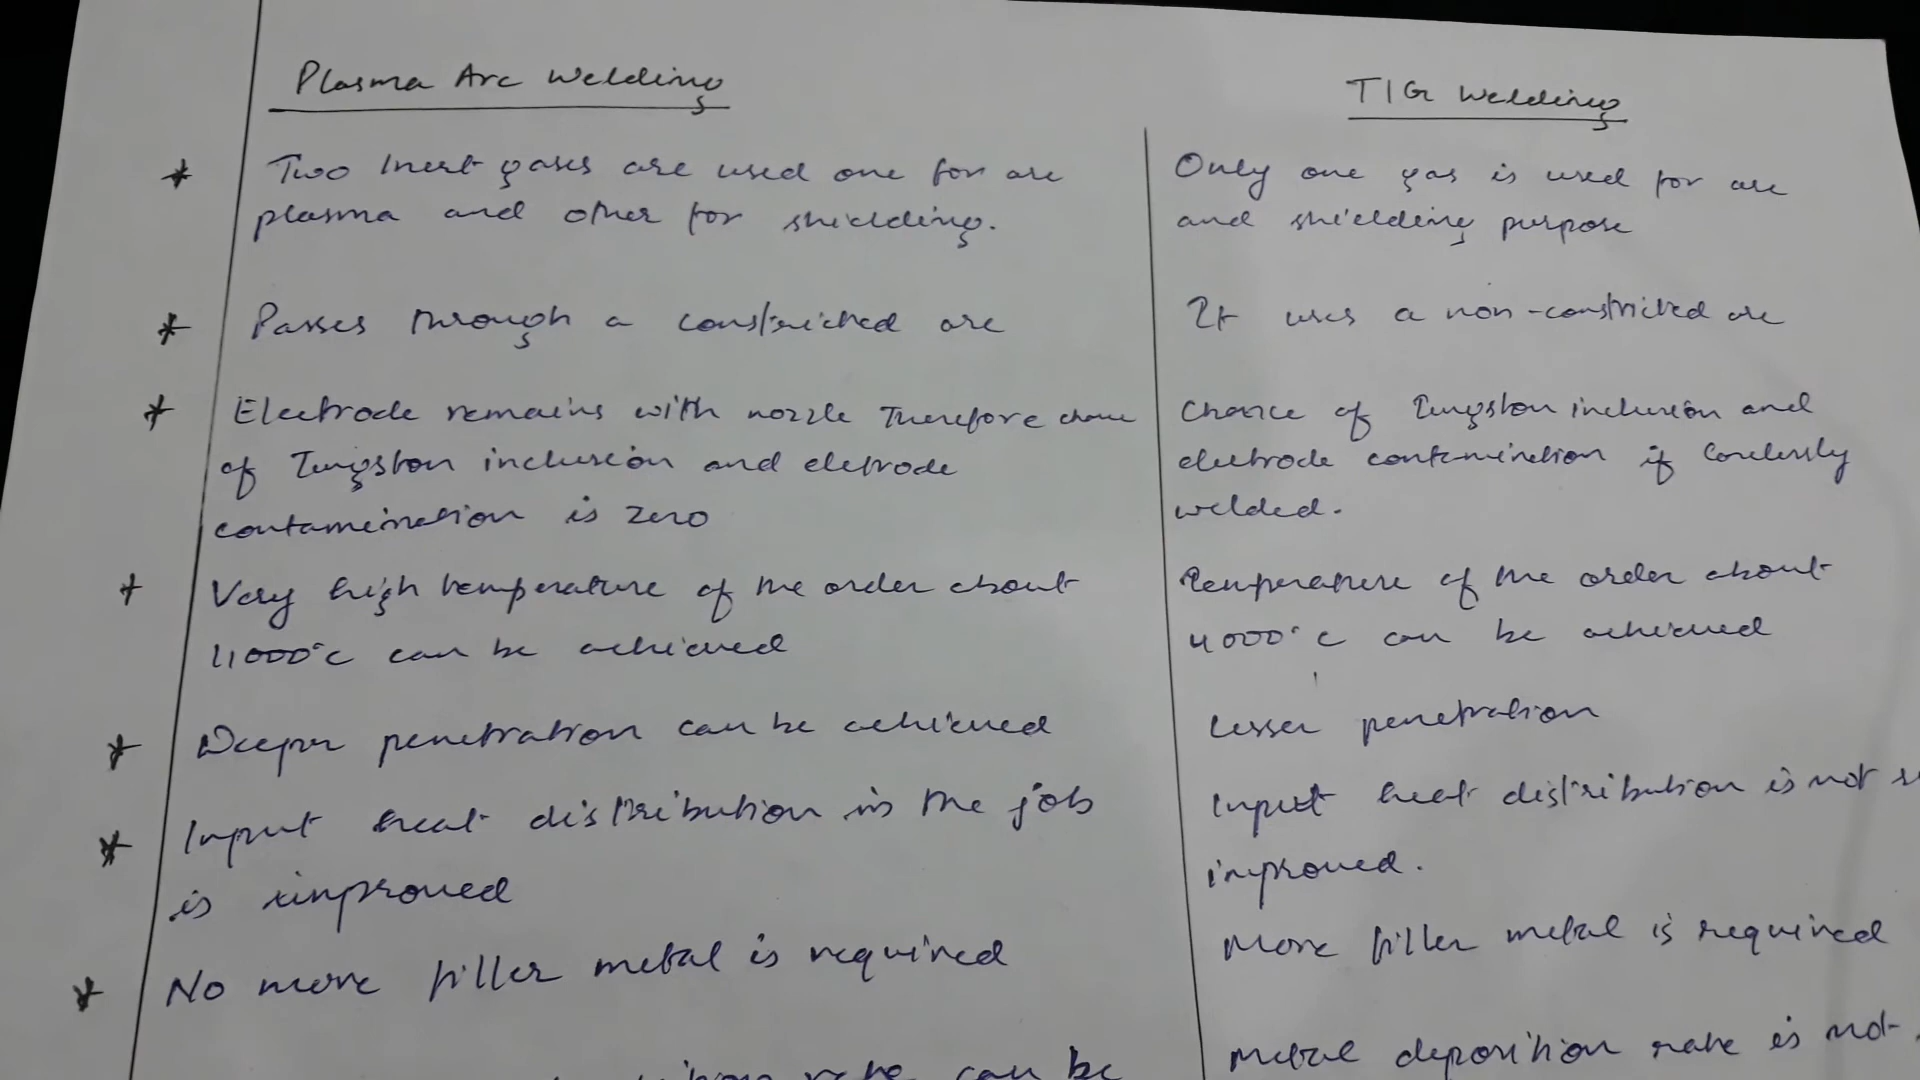 Plasma Arc Welding
* Two Inert gases are used one for arc
plasma and other for shielding.
* Passes through a constricted arc
* Electrode remains with nozzle Therefore chance
of Tungston inclusion and eletrode
contamination is zero
+ Very high temperature of the order about
11000°c can be achieved
* Deeper penetration can be achieved
* Input heat distribution in the job
is improved
* No more filler metal is required
rate can be
TIG Welding
Only one gas is used for arc
and shielding purpose
It uses a non-constricted arc
Chance of Tungston inclusion and
electrode contamination if Carelessly
welded.
Temperature of the order about
4000°c can be achieved
Lesser penetration
Input heat distribution is not
improved.
More filler metal is required
Metal deposition rate is not